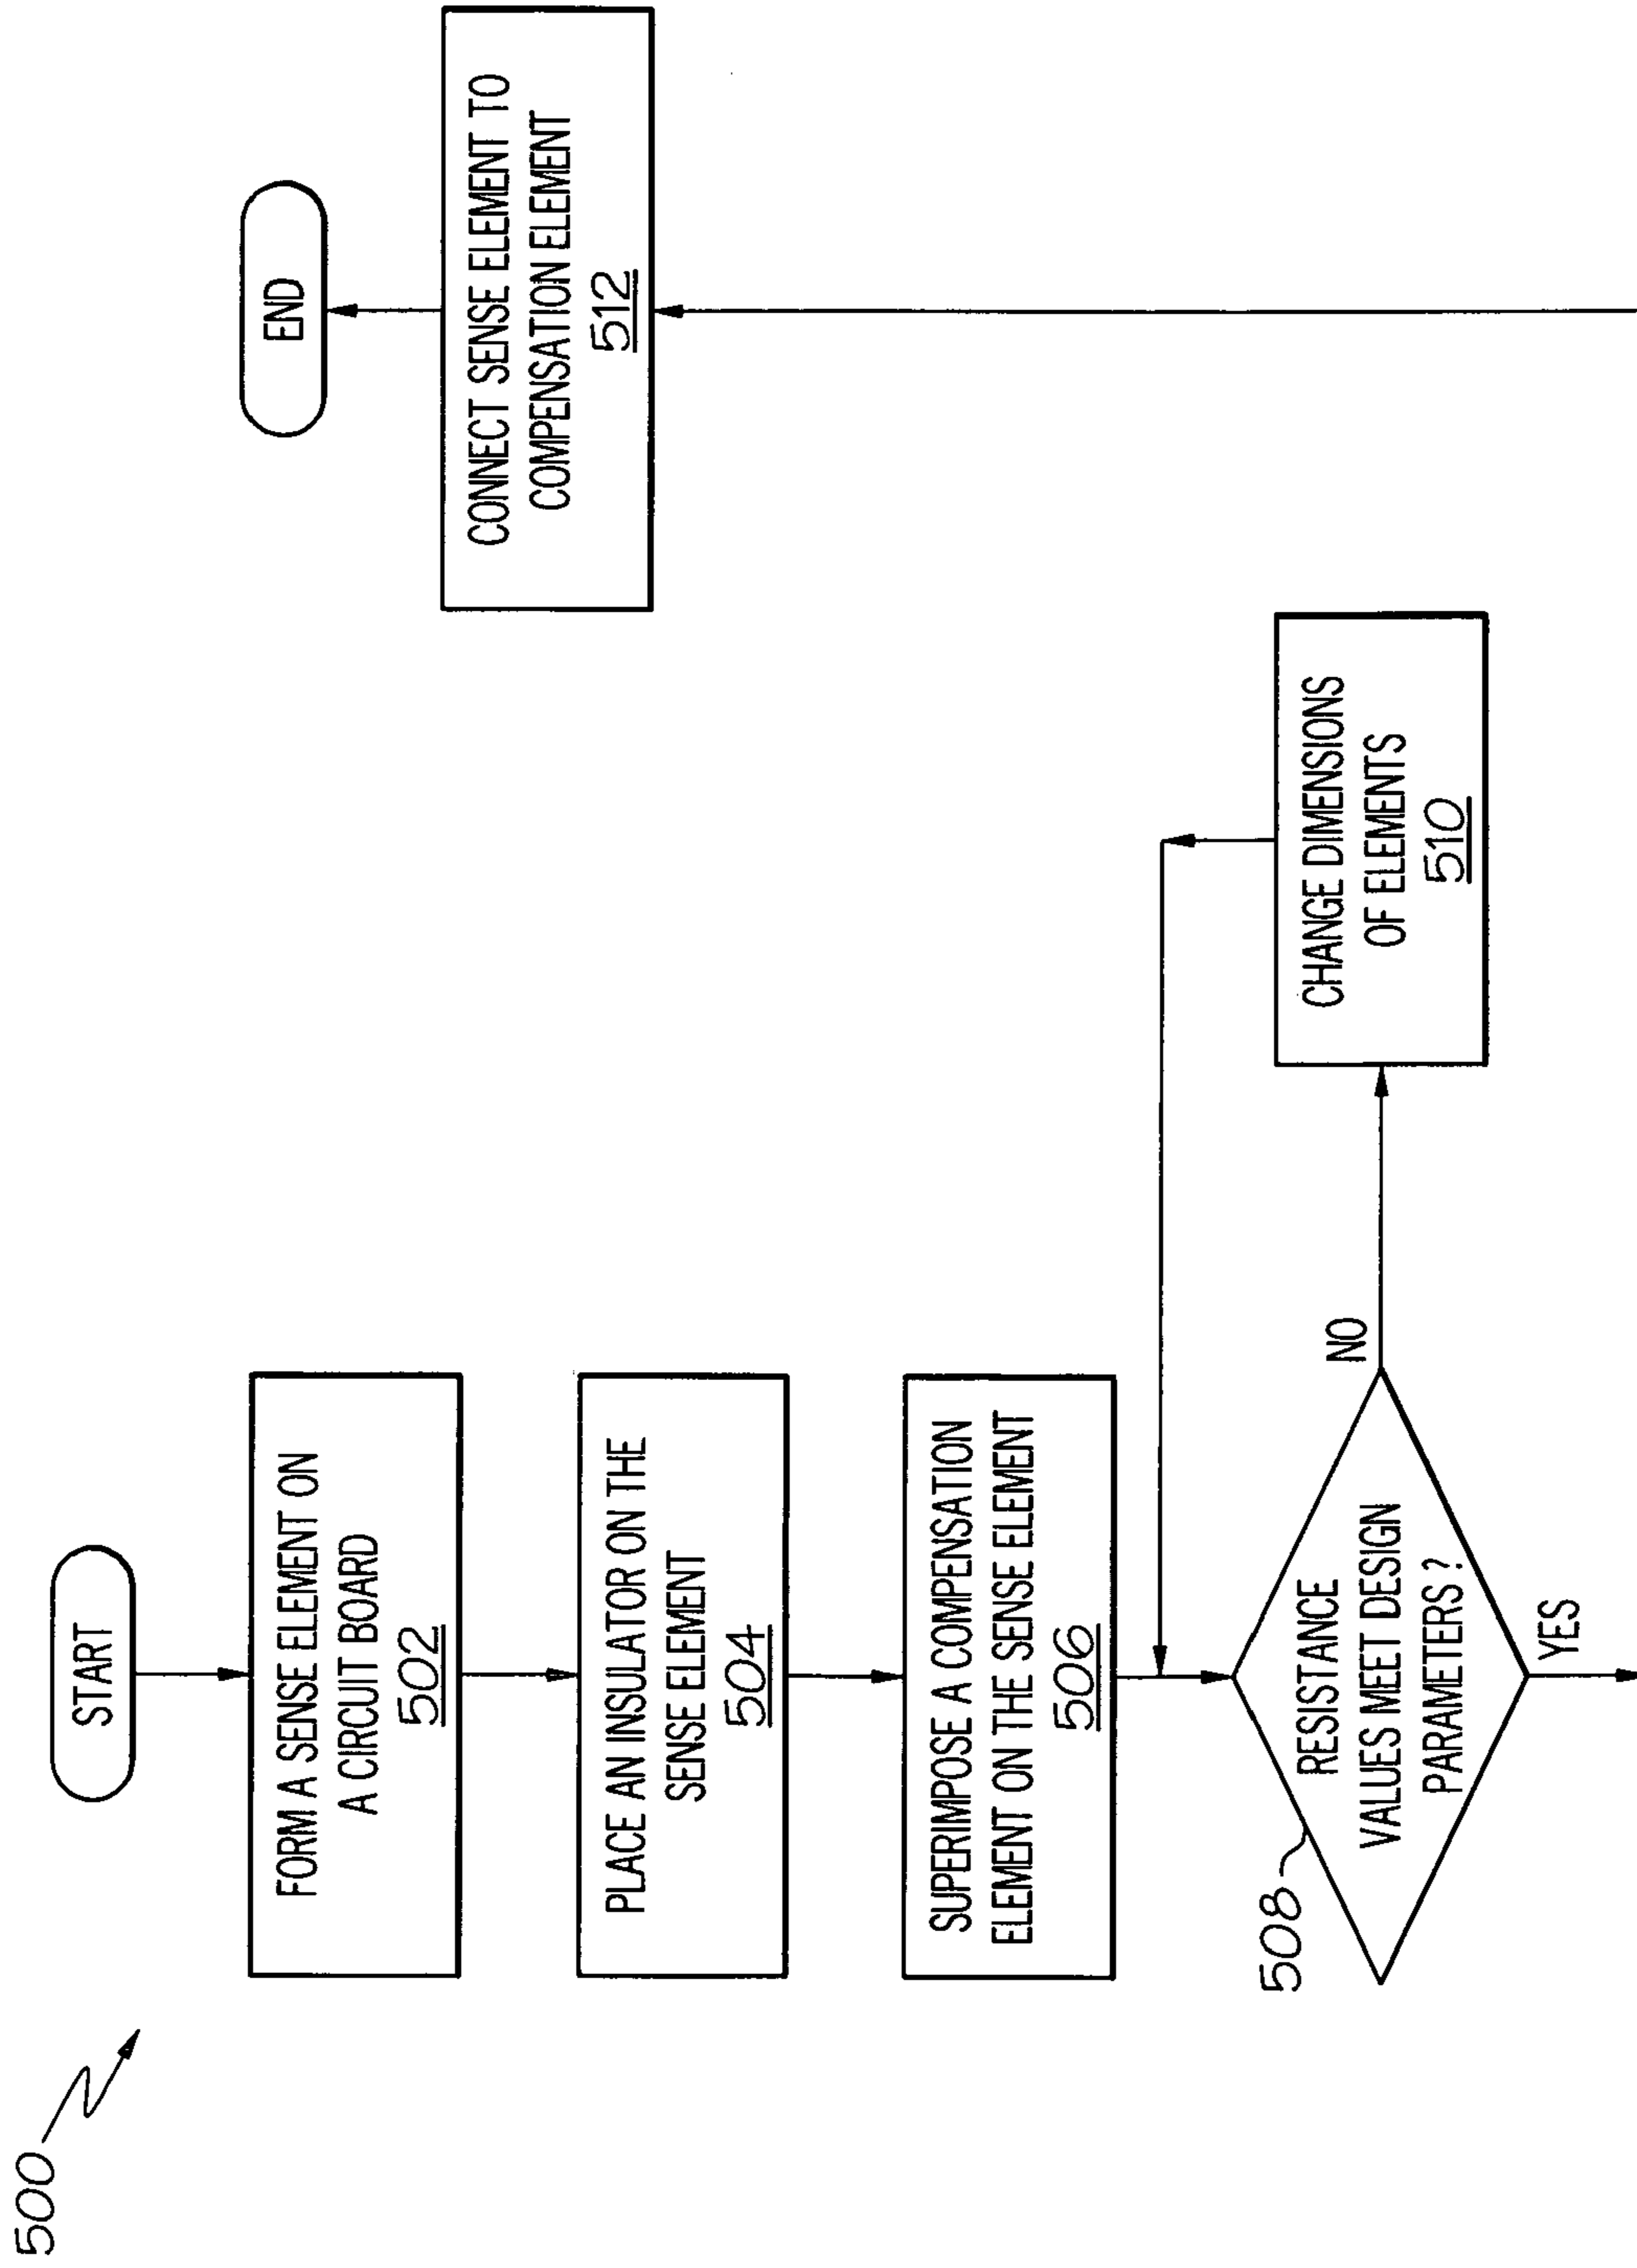 500
START
FORM A SENSE ELEMENT ON
A CIRCUIT BOARD
502
PLACE AN INSULATOR ON THE
SENSE ELEMENT
504
SUPERIMPOSE A COMPENSATION
ELEMENT ON THE SENSE ELEMENT
506
508
RESISTANCE
VALUES MEET DESIGN
PARAMETERS?
NO
YES
CHANGE DIMENSIONS
OF ELEMENTS
510
CONNECT SENSE ELEMENT TO
COMPENSATION ELEMENT
512
END